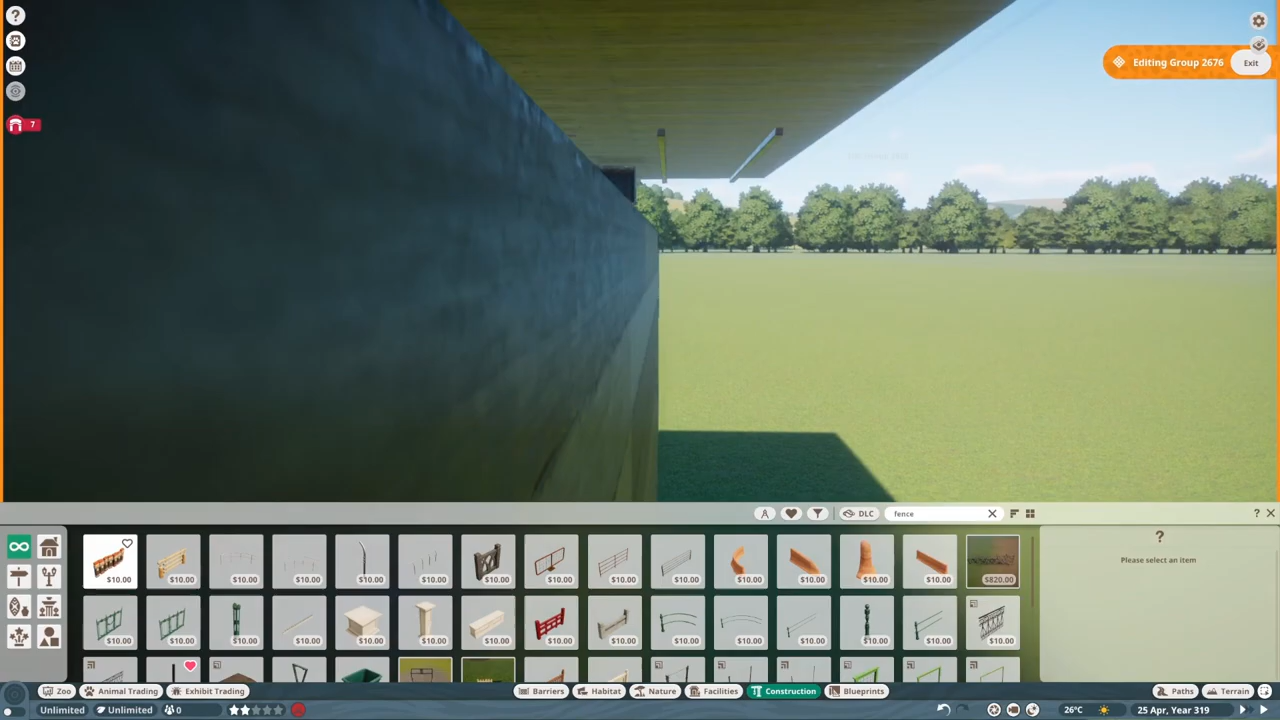 ?
Editing Group 2676
Exit
7
DLC
fence
?
$10.00 $10.00 $10.00 $10.00 $10.00 $10.00 $10.00 $10.00 $10.00 $10.00 $10.00 $10.00 $10.00 $10.00 $820.00
$10.00 $10.00 $10.00 $10.00 $10.00 $10.00 $10.00 $10.00 $10.00 $10.00 $10.00 $10.00 $10.00 $10.00 $10.00
?
Please select an item
Zoo Animal Trading Exhibit Trading Barriers Habitat Nature Facilities Construction Blueprints Paths Terrain
Unlimited Unlimited 0 26°C 25 Apr, Year 319